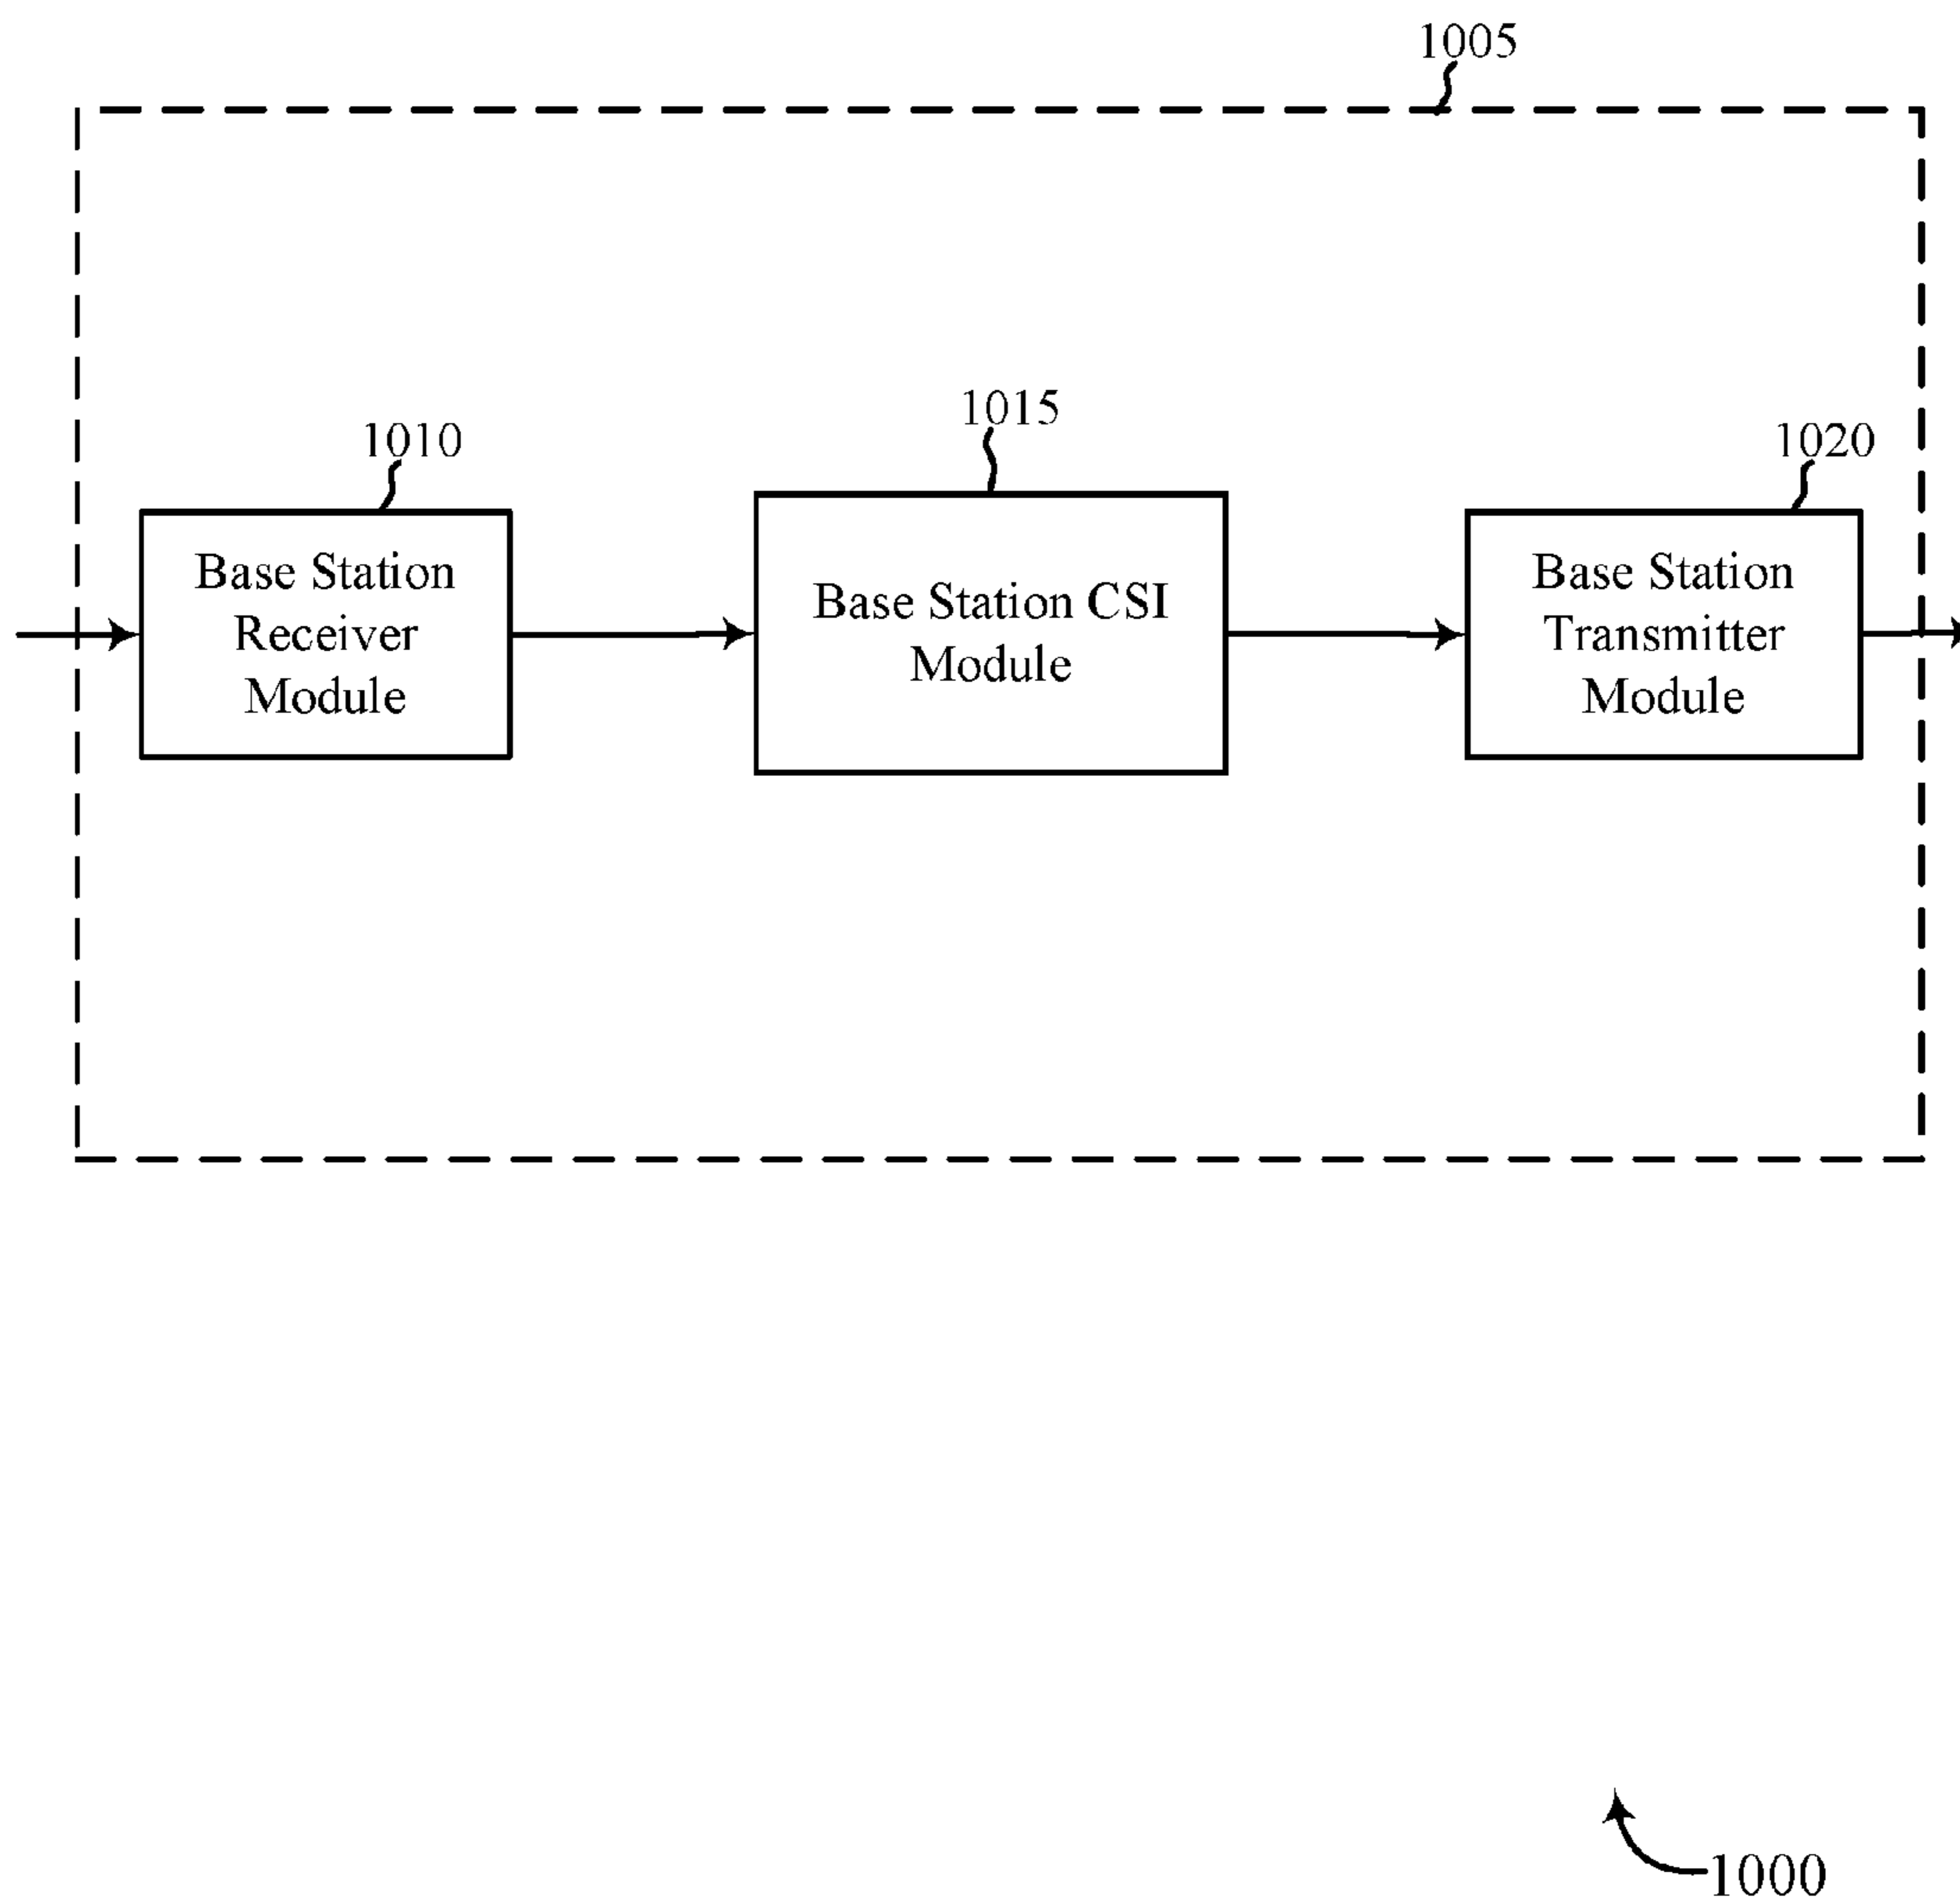 1005
1010
1015
1020
Base Station
Receiver
Module
Base Station CSI
Module
Base Station
Transmitter
Module
1000